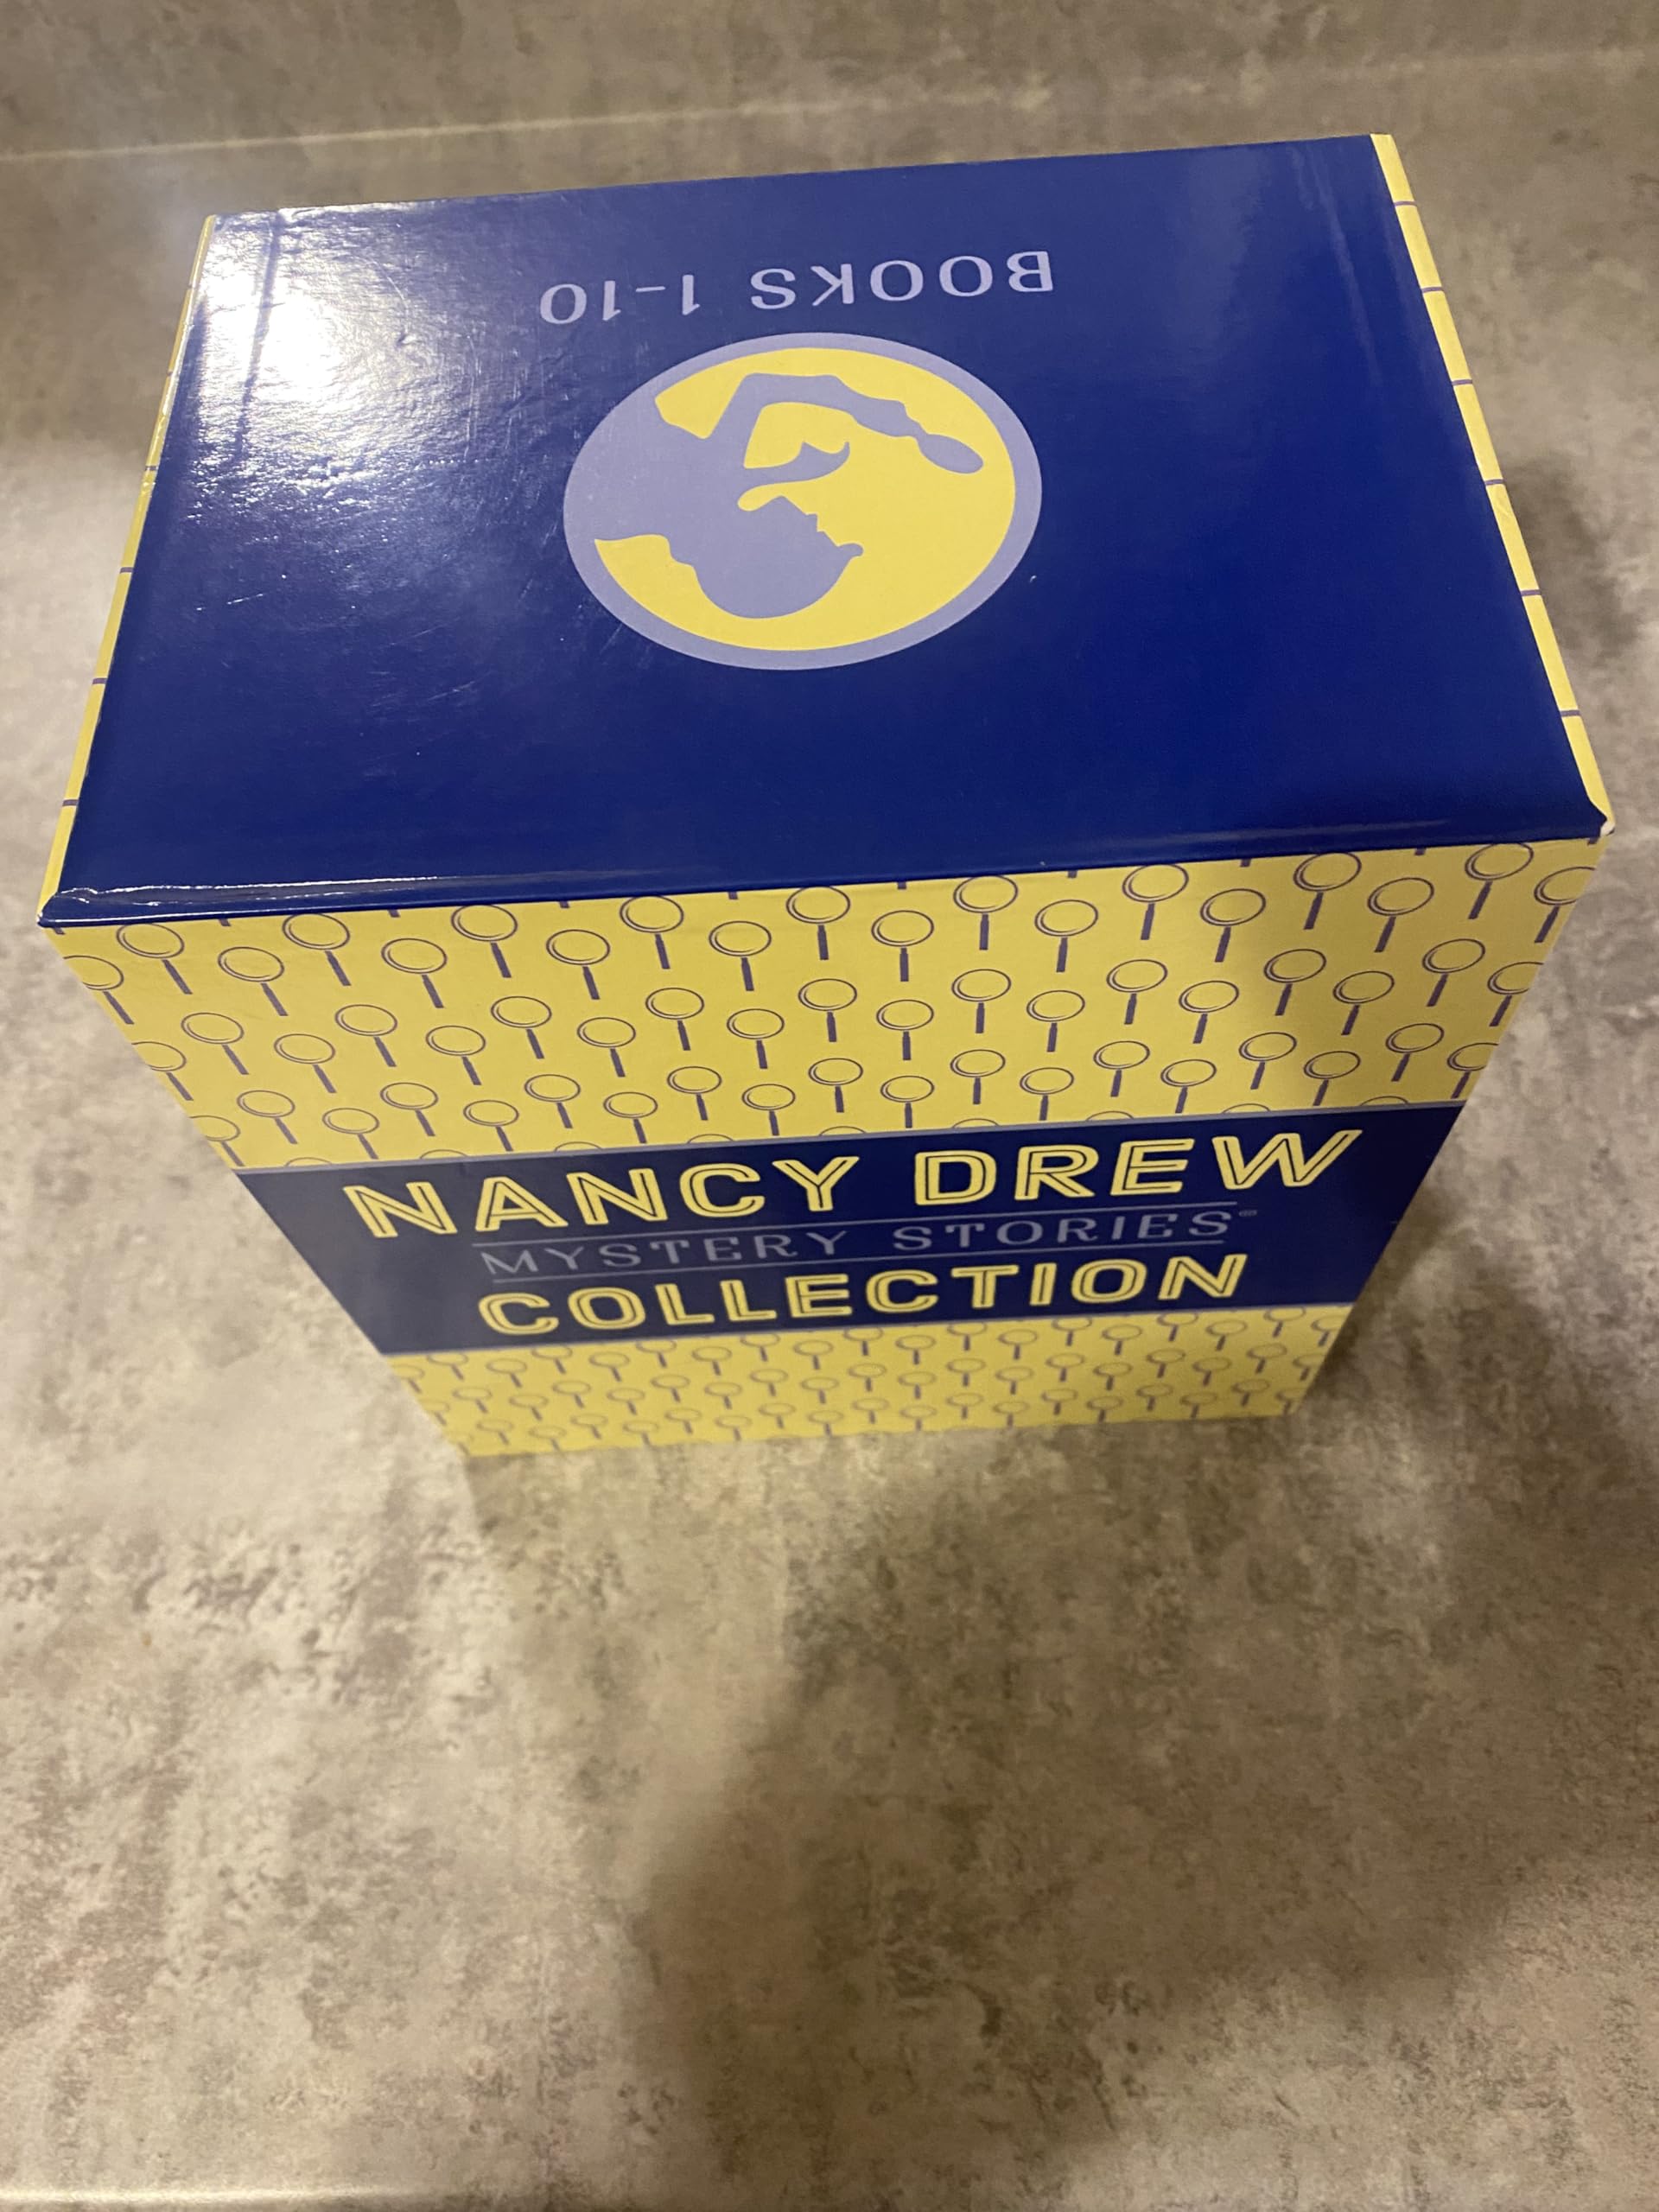 BOOKS 1-10
NANCY DREW
MYSTERY STORIES®
COLLECTION